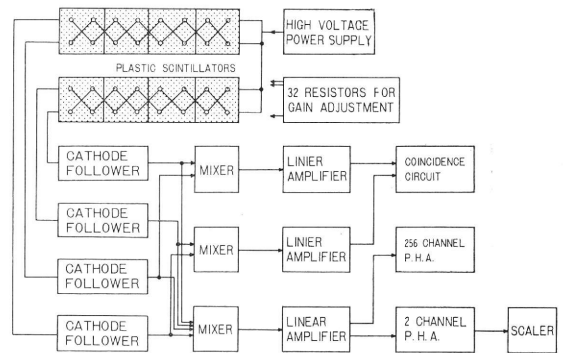 HIGH VOLTAGE
POWER SUPPLY
PLASTIC SCINTILLATORS
32 RESISTORS FOR
GAIN ADJUSTMENT
CATHODE
FOLLOWER
MIXER
LINIER
AMPLIFIER
COINCIDENCE
CIRCUIT
CATHODE
FOLLOWER
MIXER
LINIER
AMPLIFIER
256 CHANNEL
P.H.A.
CATHODE
FOLLOWER
CATHODE
FOLLOWER
MIXER
LINEAR
AMPLIFIER
2 CHANNEL
P.H.A.
SCALER